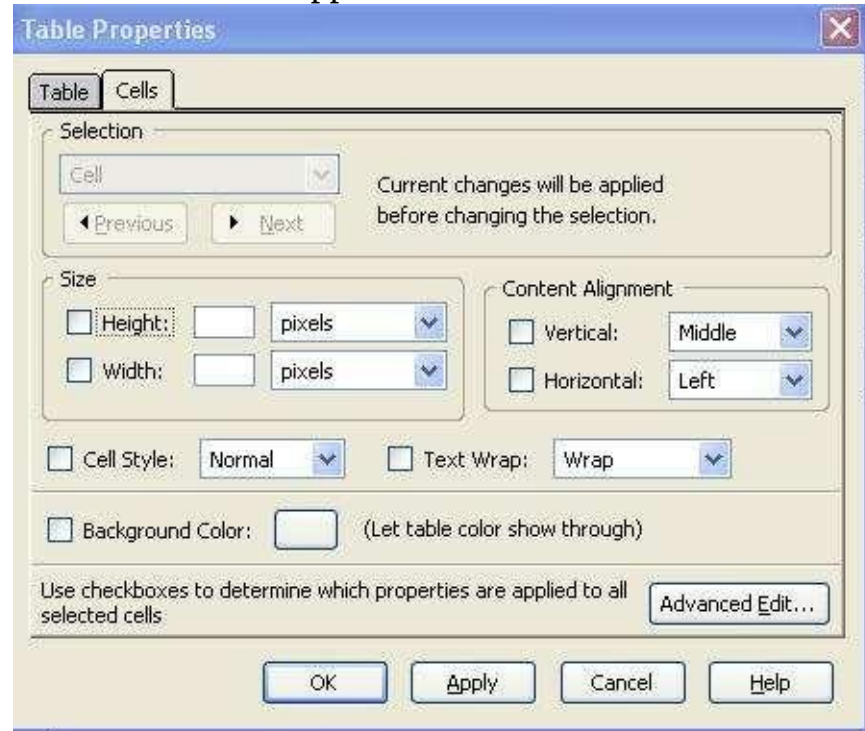 Table Properties
Table Cells
Selection
Cell
Previous Next
Current changes will be applied
before changing the selection.
Size
Height: pixels
Width: pixels
Content Alignment
Vertical: Middle
Horizontal: Left
Cell Style: Normal Text Wrap: Wrap
Background Color: (Let table color show through)
Use checkboxes to determine which properties are applied to all
selected cells
Advanced Edit...
OK Apply Cancel Help